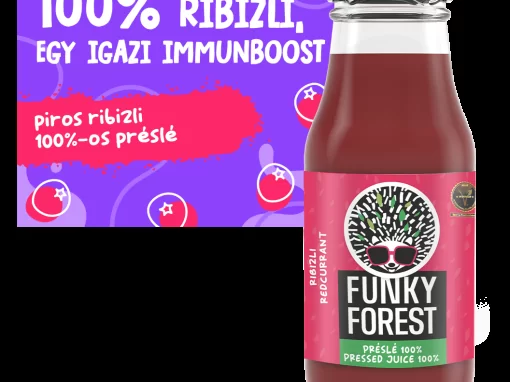 100% RIBIZLI,
EGY IGAZI IMMUNBOOST
piros ribizli
100%-os préslé
RIBIZLI
REDCURRANT
FUNKY
FOREST
PRÉSLÉ 100%
PRESSED JUICE 100%